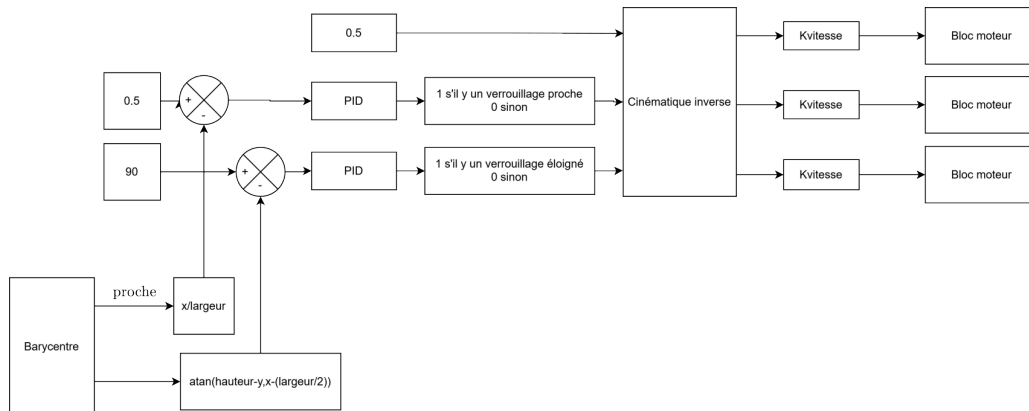 0.5
Kvitesse
Bloc moteur
0.5
+
-
PID
1 s'il y un verrouillage proche
0 sinon
Cinématique inverse
Kvitesse
Bloc moteur
90
+
-
PID
1 s'il y un verrouillage éloigné
0 sinon
Kvitesse
Bloc moteur
proche
x/largeur
Barycentre
atan(hauteur-y,x-(largeur/2))